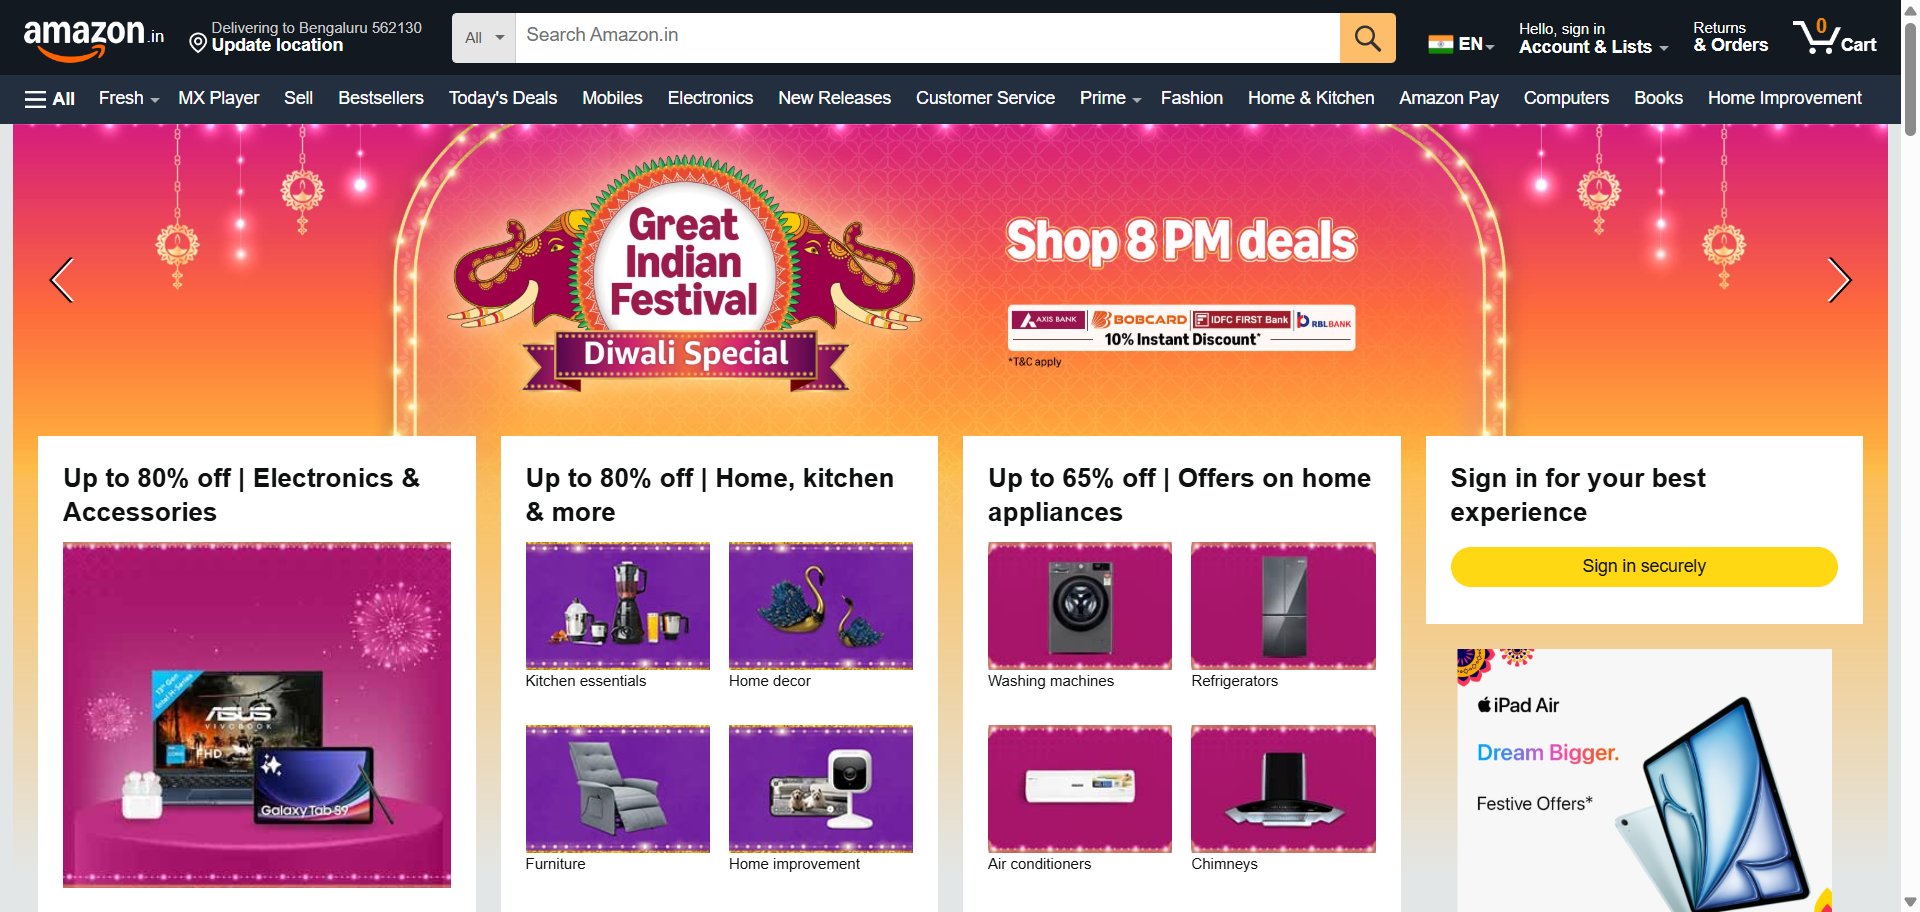 amazon.in
Delivering to Bengaluru 562130
Update location
All
Search Amazon.in
EN
Hello, sign in
Account & Lists
Returns
& Orders
0
Cart
All
Fresh
MX Player
Sell
Bestsellers
Today's Deals
Mobiles
Electronics
New Releases
Customer Service
Prime
Fashion
Home & Kitchen
Amazon Pay
Computers
Books
Home Improvement
Great
Indian
Festival
Diwali Special
Shop 8 PM deals
AXIS BANK
BOBCARD
IDFC FIRST Bank
RBLBANK
10% Instant Discount*
*T&C apply
Up to 80% off | Electronics &
Accessories
13th Gen
Intel H-Series
ASUS
VIVOBOOK
FHD
Galaxy Tab S9
Up to 80% off | Home, kitchen
& more
Kitchen essentials
Home decor
Furniture
Home improvement
Up to 65% off | Offers on home
appliances
Washing machines
Refrigerators
Air conditioners
Chimneys
Sign in for your best
experience
Sign in securely
iPad Air
Dream Bigger.
Festive Offers*